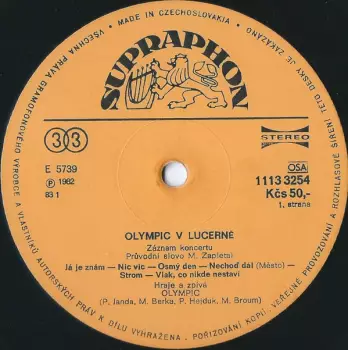 MADE IN CZECHOSLOVAKIA
VŠECHNA PRÁVA GRAMOFONOVÉHO VÝROBCE A VLASTNÍKŮ AUTORSKÝCH PRÁV K DÍLU VYHRAŽENA. POŘIZOVÁNÍ KOPIÍ, VEŘEJNÉ PROVOZOVÁNÍ A ROZHLASOVÉ ŠÍŘENÍ TÉTO DESKY JE ZAKÁZÁNO
SUPRAPHON
33
STEREO
E 5739
Ⓟ 1982
83 1
OSA
1113 3254
Kčs 50,-
1. strana
OLYMPIC V LUCERNĚ
Záznam koncertu
Průvodní slovo M. Zapletal
Já je znám — Nic víc — Osmý den — Nechoď dál (Město) —
Strom — Vlak, co nikde nestaví
Hraje a zpívá
OLYMPIC
(P. Janda, M. Berka, P. Hejduk, M. Broum)